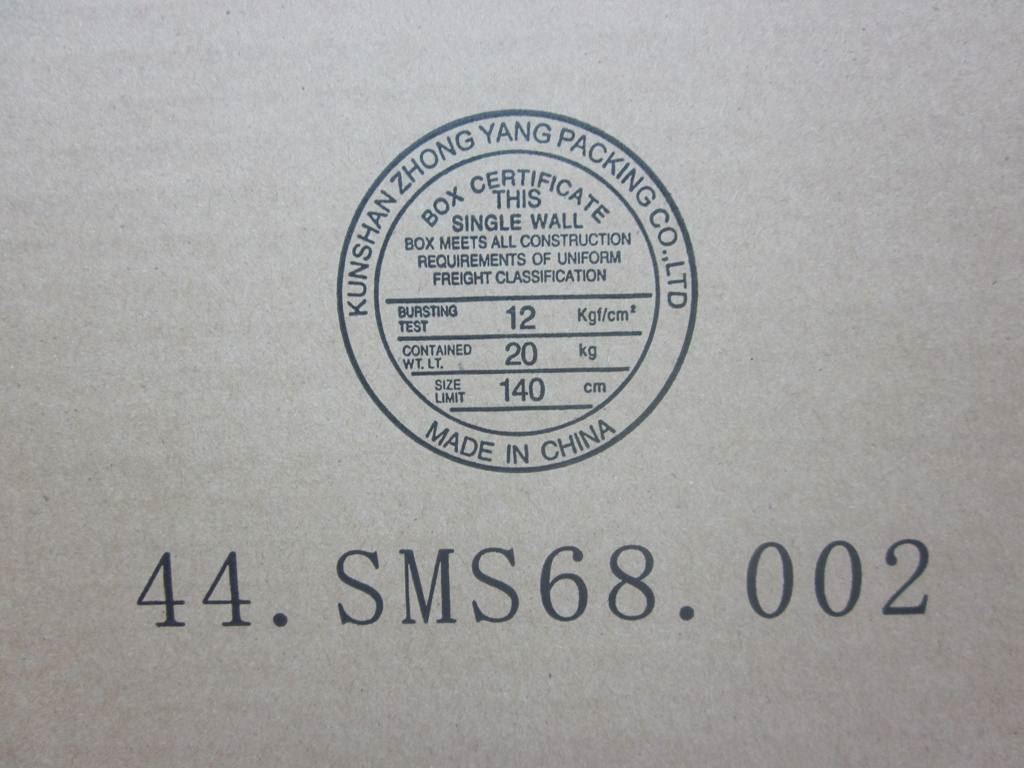 KUNSHAN ZHONG YANG PACKING CO.,LTD
BOX CERTIFICATE
THIS
SINGLE WALL
BOX MEETS ALL CONSTRUCTION
REQUIREMENTS OF UNIFORM
FREIGHT CLASSIFICATION
BURSTING TEST 12 Kgf/cm²
CONTAINED WT. LT. 20 kg
SIZE LIMIT 140 cm
MADE IN CHINA
44.SMS68.002